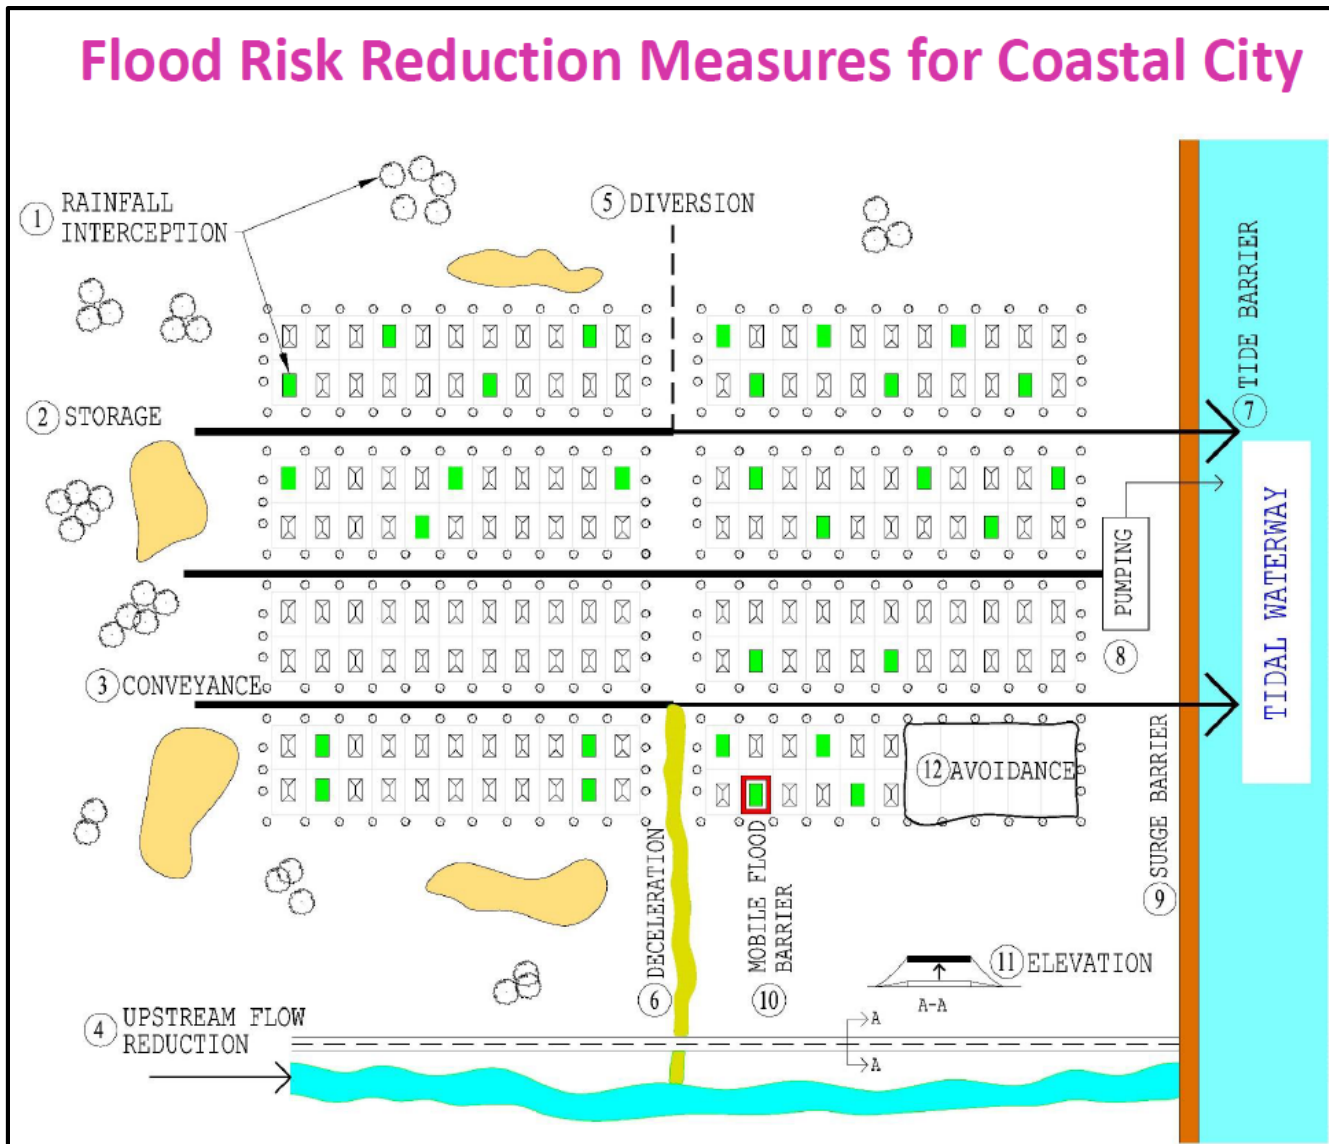 Flood Risk Reduction Measures for Coastal City
1 RAINFALL
INTERCEPTION
5 DIVERSION
7 TIDE BARRIER
2 STORAGE
TIDAL WATERWAY
PUMPING
8
3 CONVEYANCE
12 AVOIDANCE
9 SURGE BARRIER
6 DECELERATION
MOBILE FLOOD
BARRIER
10
11 ELEVATION
A-A
4 UPSTREAM FLOW
REDUCTION
A
A